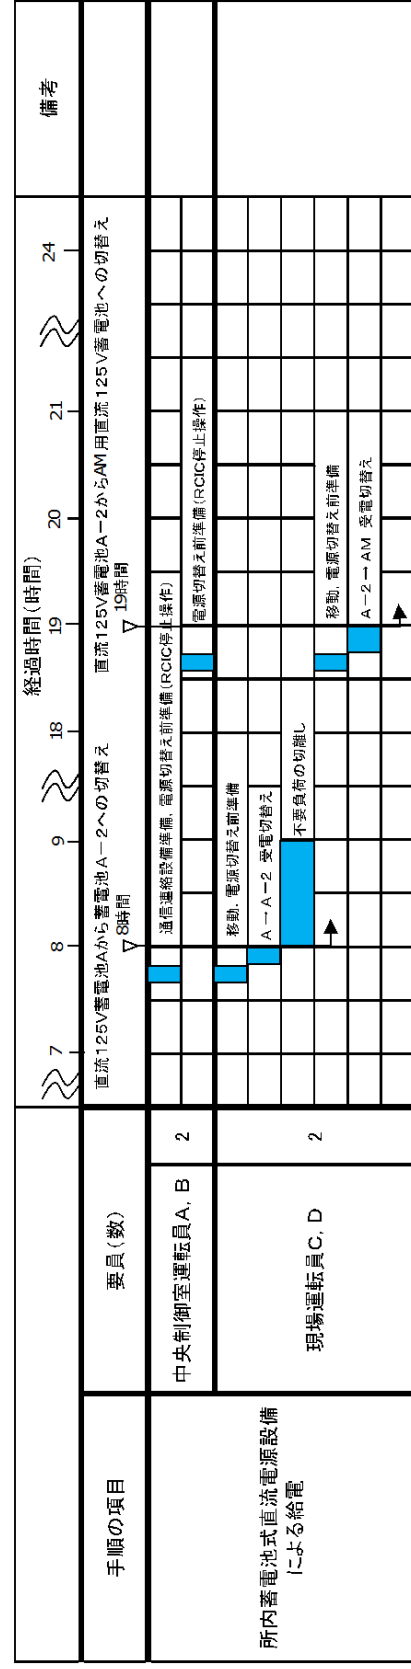 経過時間(時間)
備考
7
8
9
18
19
20
21
24
手順の項目
要員(数)
直流125V蓄電池Aから蓄電池A−2への切替え
直流125V蓄電池A−2からAM用直流125V蓄電池への切替え
▽8時間
▽19時間
所内蓄電池式直流電源設備
による給電
中央制御室運転員A, B
2
通信連絡設備準備, 電源切替え前準備(RCIC停止操作)
電源切替え前準備(RCIC停止操作)
現場運転員C, D
2
移動, 電源切替え前準備
A→A−2 受電切替え
不要負荷の切離し
移動, 電源切替え前準備
A−2→AM 受電切替え